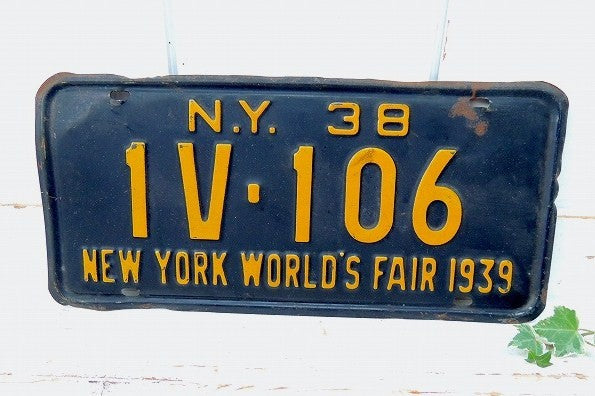 N.Y. 38
1V·106
NEW YORK WORLD'S FAIR 1939